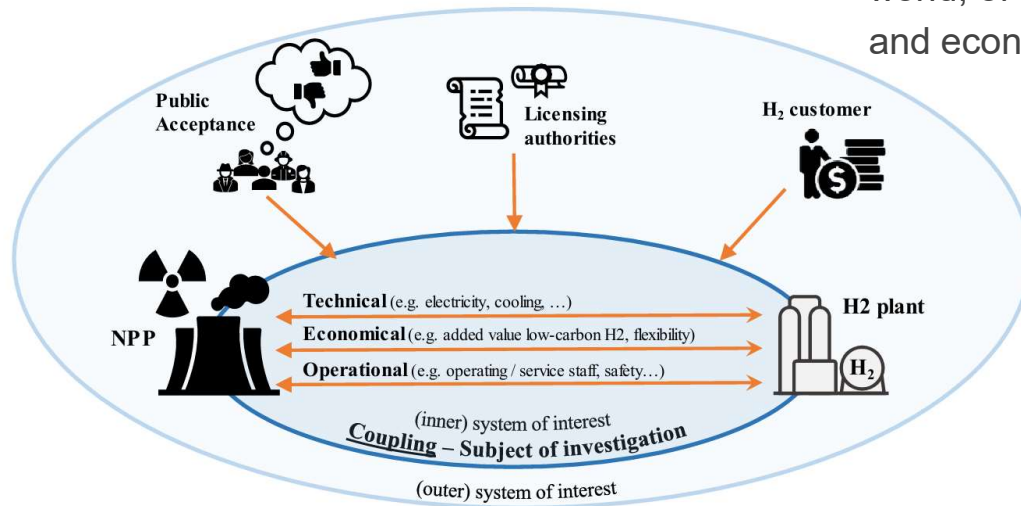 and econ
Public
Acceptance
Licensing
authorities
H₂ customer
$
NPP
Technical (e.g. electricity, cooling, …)
Economical (e.g. added value low-carbon H2, flexibility)
Operational (e.g. operating / service staff, safety…)
H2 plant
H₂
(inner) system of interest
Coupling – Subject of investigation
(outer) system of interest